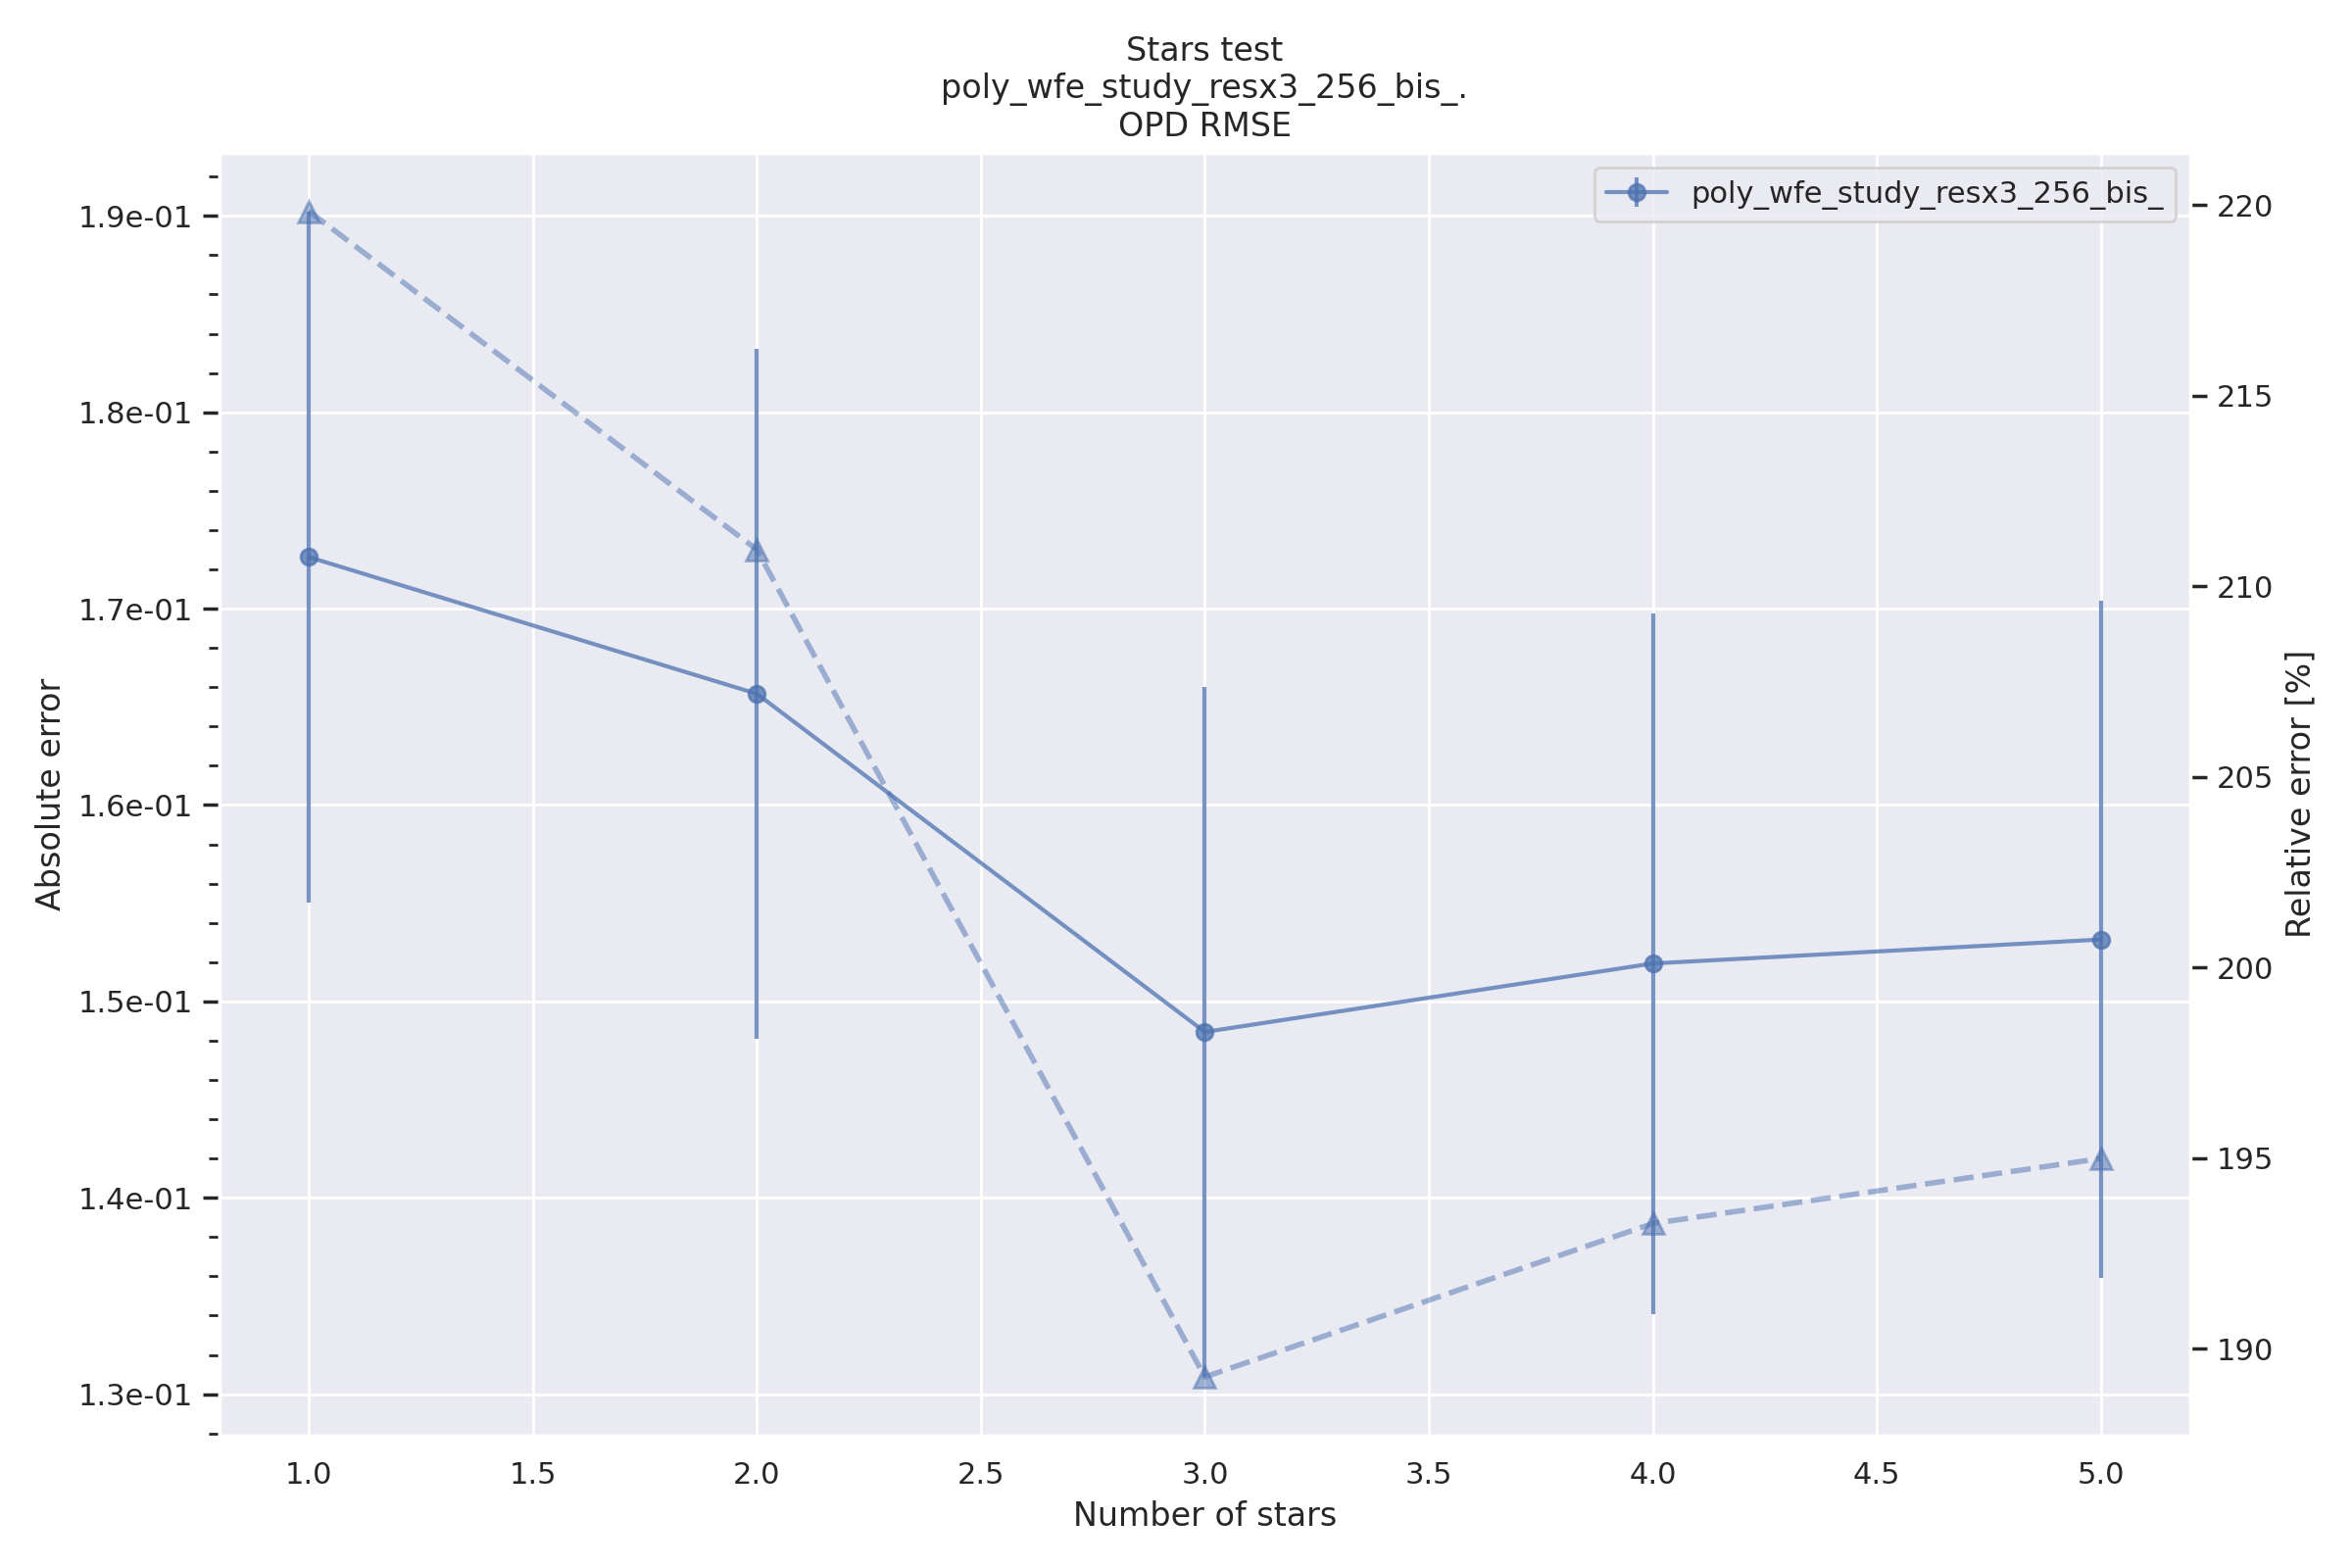 Stars test
poly_wfe_study_resx3_256_bis_.
OPD RMSE
poly_wfe_study_resx3_256_bis_
Absolute error
1.9e-01
1.8e-01
1.7e-01
1.6e-01
1.5e-01
1.4e-01
1.3e-01
220
215
210
205
200
195
190
Relative error [%]
1.0 1.5 2.0 2.5 3.0 3.5 4.0 4.5 5.0
Number of stars